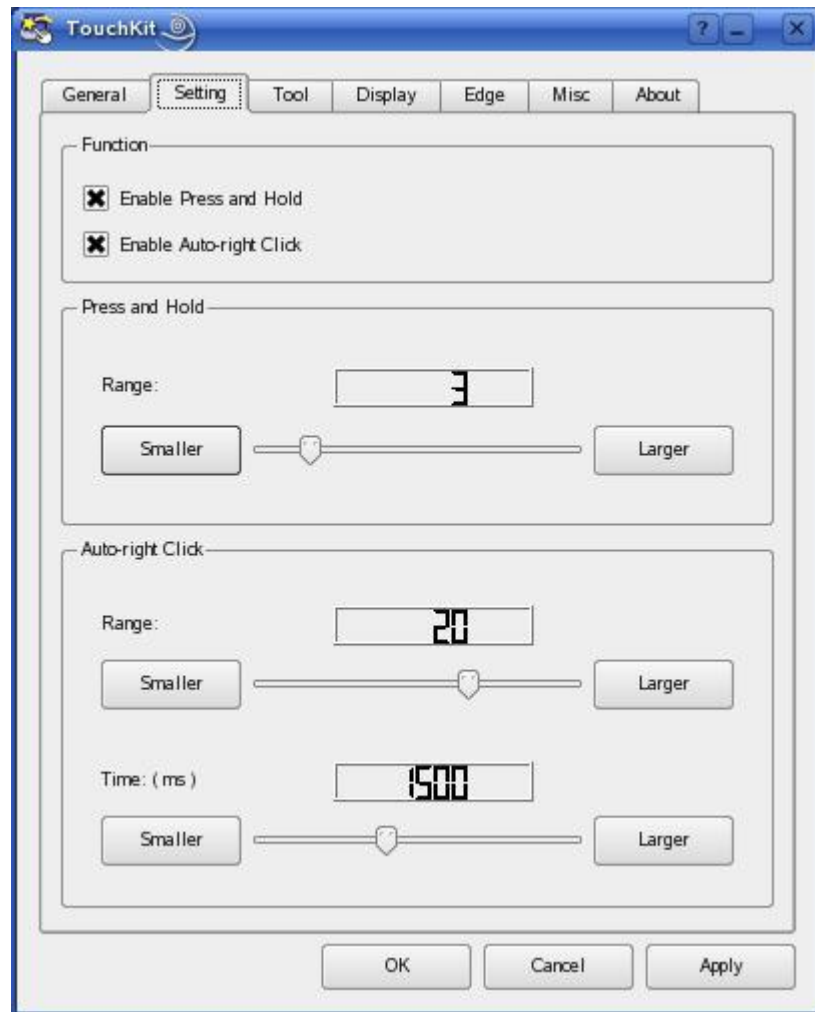 TouchKit
General Setting Tool Display Edge Misc About
Function
Enable Press and Hold
Enable Auto-right Click
Press and Hold
Range: 3
Smaller Larger
Auto-right Click
Range: 20
Smaller Larger
Time: ( ms ) 1500
Smaller Larger
OK Cancel Apply